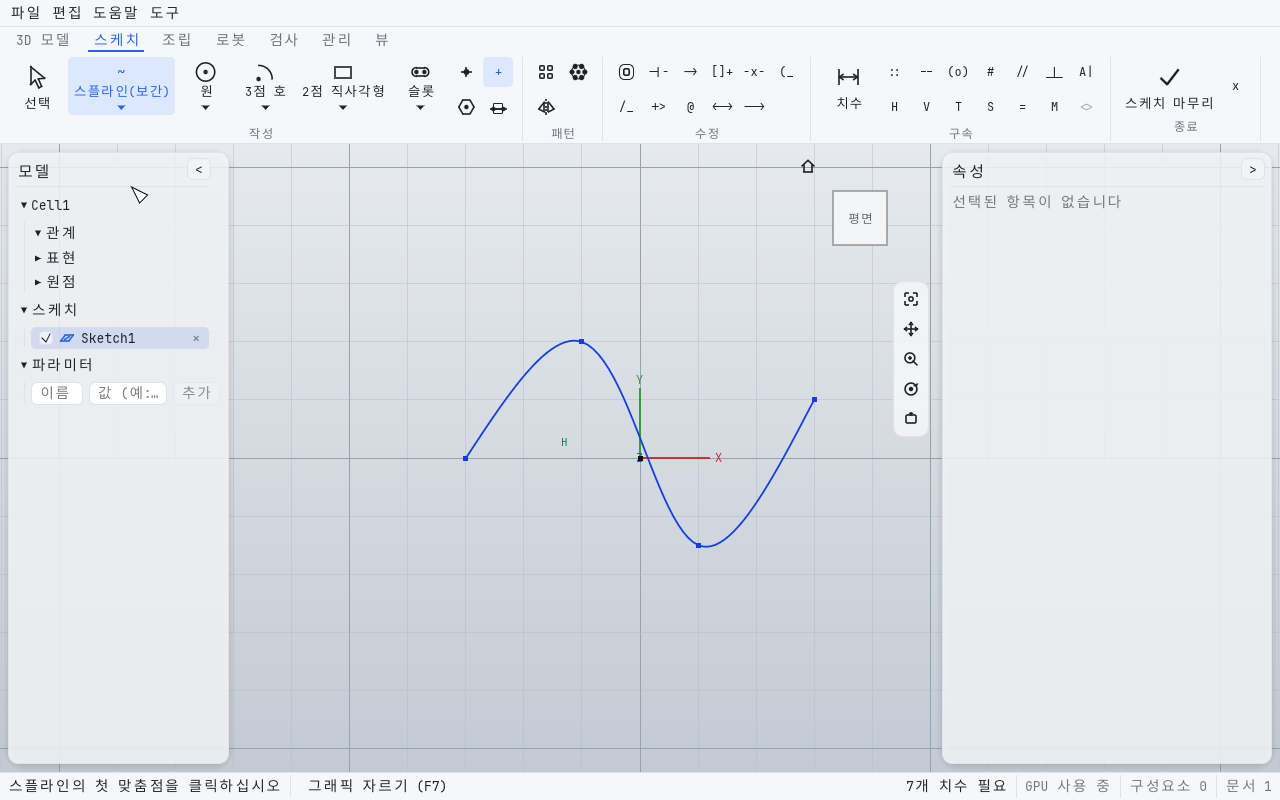 파일 편집 도움말 도구
3D 모델 스케치 조립 로봇 검사 관리 뷰
선택 스플라인(보간) 원 3점 호 2점 직사각형 슬롯 치수 스케치 마무리 x
H V T S = M
작성 패턴 수정 구속 종료
모델 <
Cell1
관계
표현
원점
스케치
Sketch1 ×
파라미터
이름 값 (예:… 추가
평면
Y
H
X
속성 >
선택된 항목이 없습니다
스플라인의 첫 맞춤점을 클릭하십시오 그래픽 자르기 (F7) 7개 치수 필요 GPU 사용 중 구성요소 0 문서 1